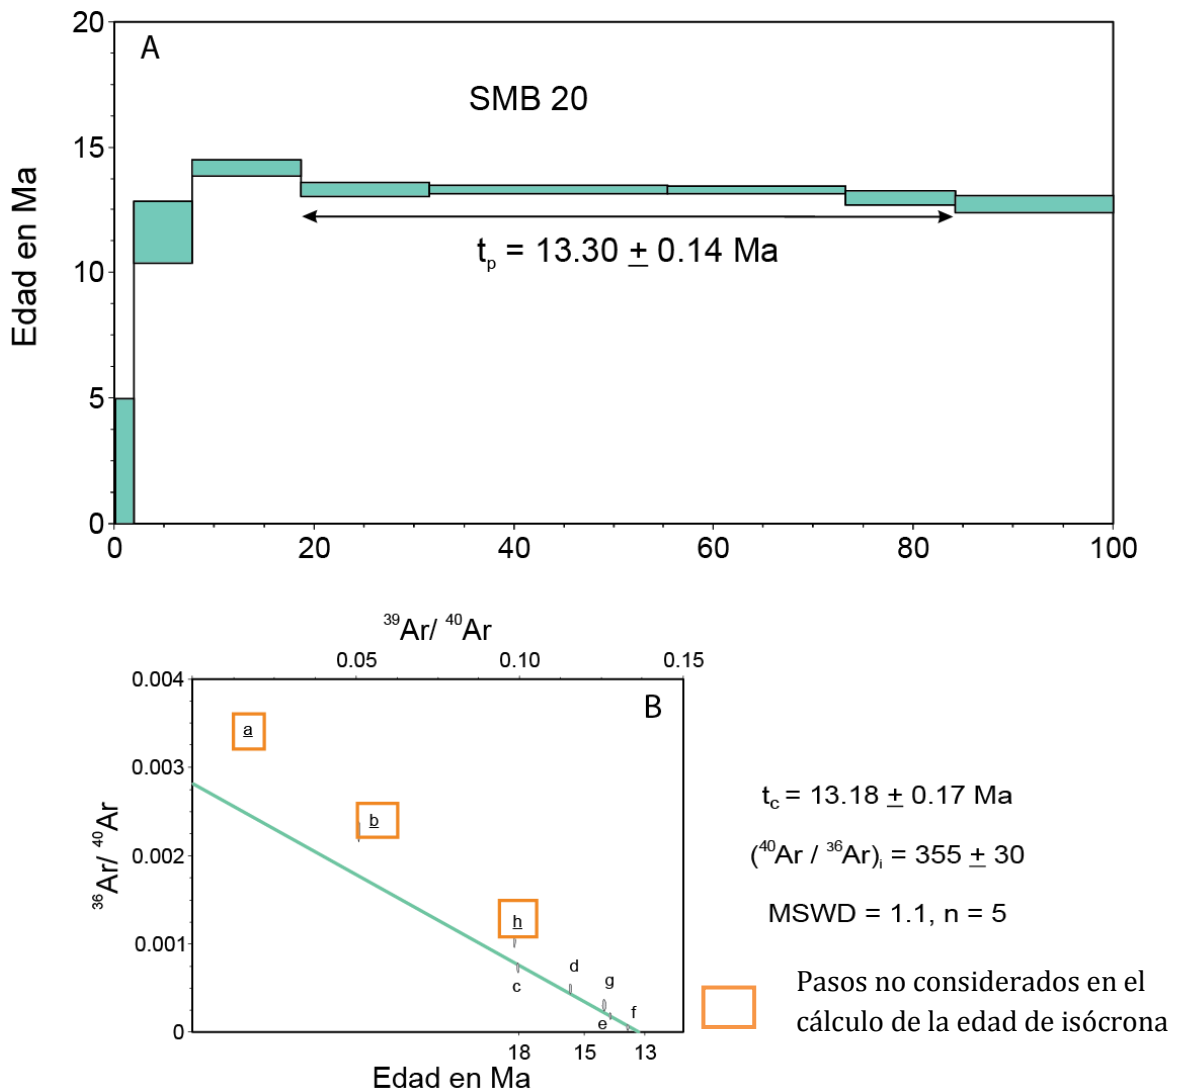 A
SMB 20
20
15
10
5
0
Edad en Ma
tp = 13.30 ± 0.14 Ma
0 20 40 60 80 100
39Ar/ 40Ar
0.05 0.100 0.15
B
0.004
0.003
0.002
0.001
0
36Ar/ 40Ar
a
b
h
c
d
g
e
f
18 15 13
Edad en Ma
tc = 13.18 ± 0.17 Ma
(40Ar / 36Ar)i = 355 ± 30
MSWD = 1.1, n = 5
Pasos no considerados en el
cálculo de la edad de isócrona